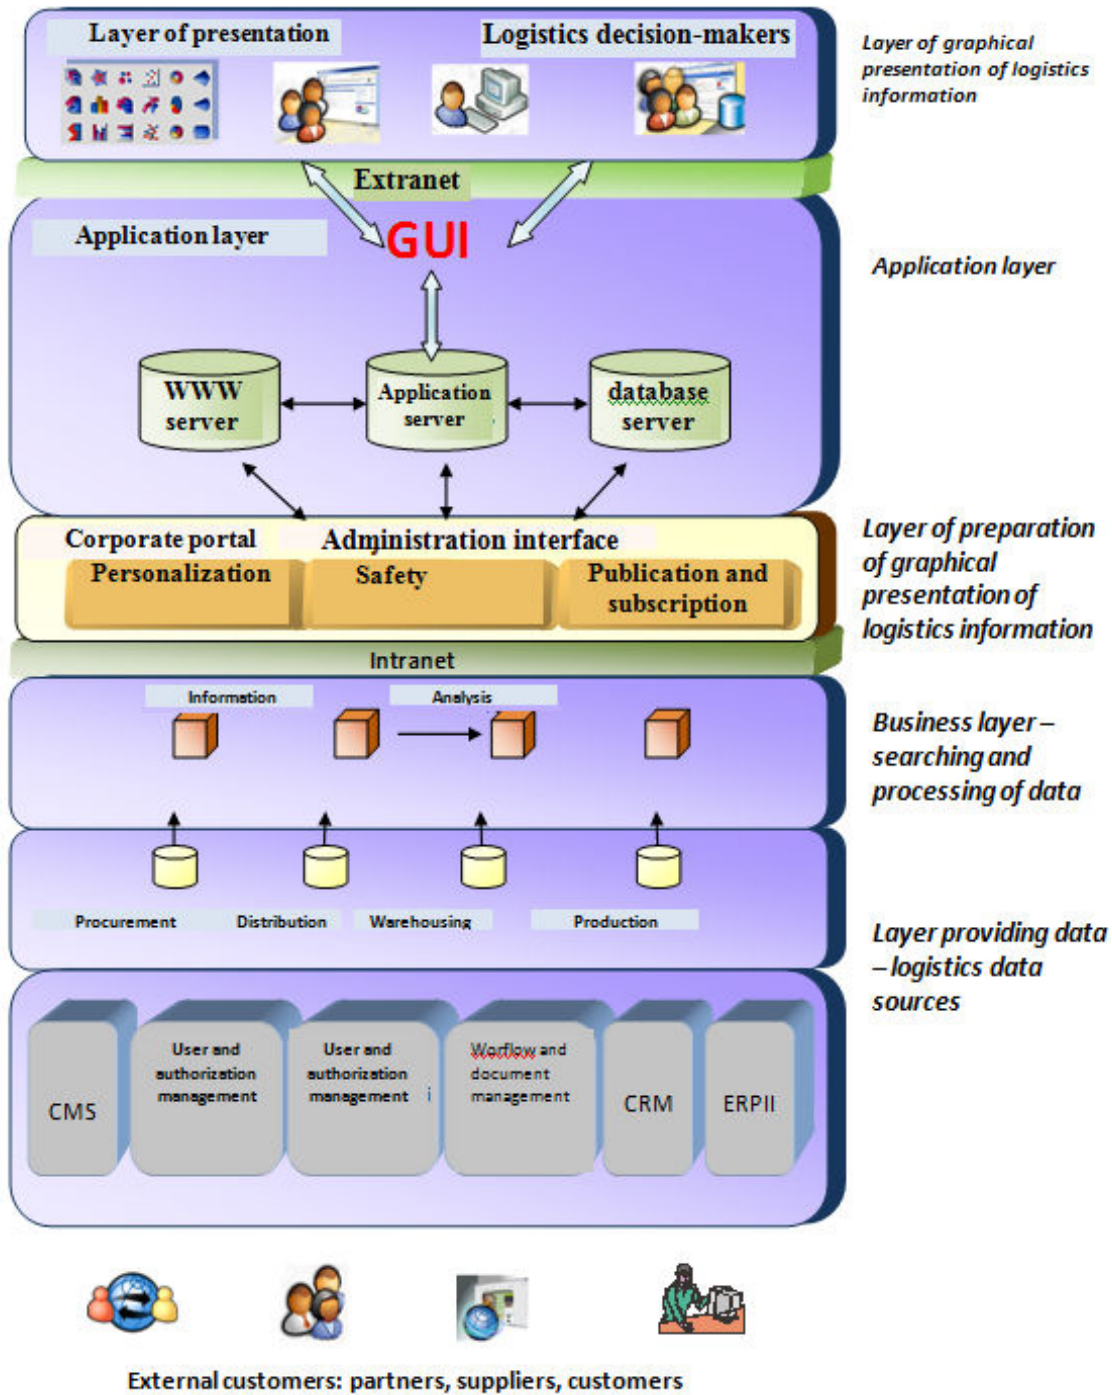 Layer of presentation
Logistics decision-makers
Layer of graphical
presentation of logistics
information
Extranet
Application layer
GUI
Application layer
WWW
server
Application
server
database
server
Corporate portal
Administration interface
Personalization
Safety
Publication and
subscription
Layer of preparation
of graphical
presentation of
logistics information
Intranet
Information
Analysis
Business layer –
searching and
processing of data
Procurement
Distribution
Warehousing
Production
Layer providing data
– logistics data
sources
CMS
User and
authorization
management
User and
authorization
management i
Worflow and
document
management
CRM
ERPII
External customers: partners, suppliers, customers